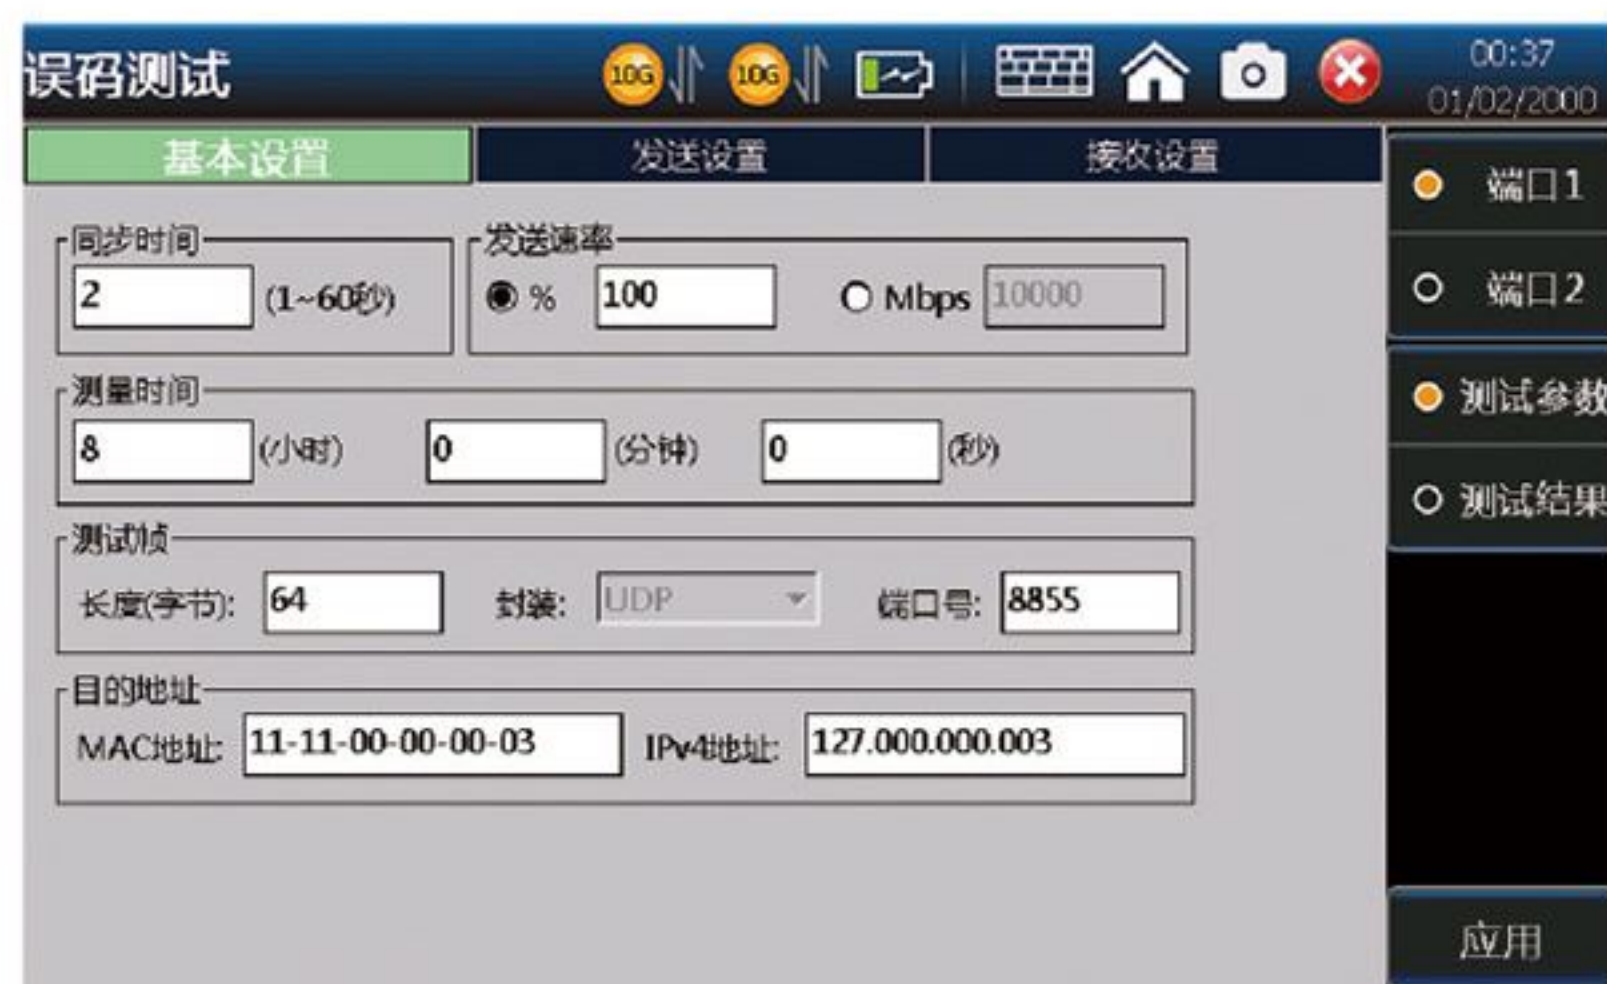 误码测试 10G 10G 00:37
01/02/2000
基本设置 发送设置 接收设置 端口1
同步时间 发送速率
2 (1~60秒) % 100 Mbps 10000 端口2
测量时间 测试参数
8 (小时) 0 (分钟) 0 (秒)
测试结果
测试帧
长度(字节): 64 封装: UDP 端口号: 8855
目的地址
MAC地址: 11-11-00-00-00-03 IPv4地址: 127.000.000.003
应用